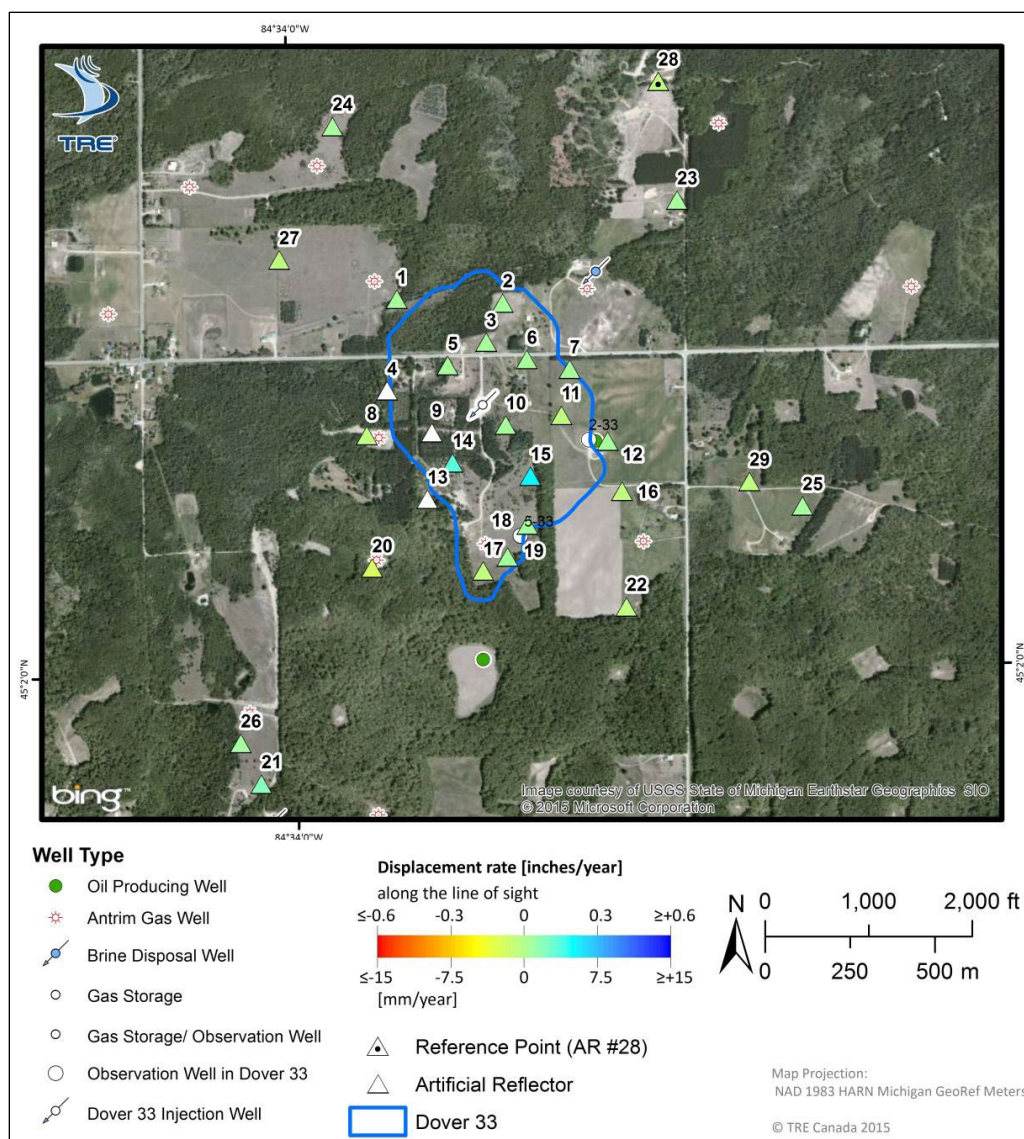 84°34'0"W
TRE®
28
24
23
27
1
2
3
5
6
7
4
11
8
9
10
2-33
12
14
15
29
13
16
25
18
5-33
20
17
19
22
45°2'0"N
45°2'0"N
26
21
bing™
Image courtesy of USGS State of Michigan Earthstar Geographics SIO
© 2015 Microsoft Corporation
84°34'0"W
Well Type
Oil Producing Well
Antrim Gas Well
Brine Disposal Well
Gas Storage
Gas Storage/ Observation Well
Observation Well in Dover 33
Dover 33 Injection Well
Displacement rate [inches/year]
along the line of sight
≤-0.6 -0.3 0 0.3 ≥+0.6
≤-15 -7.5 0 7.5 ≥+15
[mm/year]
Reference Point (AR #28)
Artificial Reflector
Dover 33
N
0 1,000 2,000 ft
0 250 500 m
Map Projection:
NAD 1983 HARN Michigan GeoRef Meters
© TRE Canada 2015